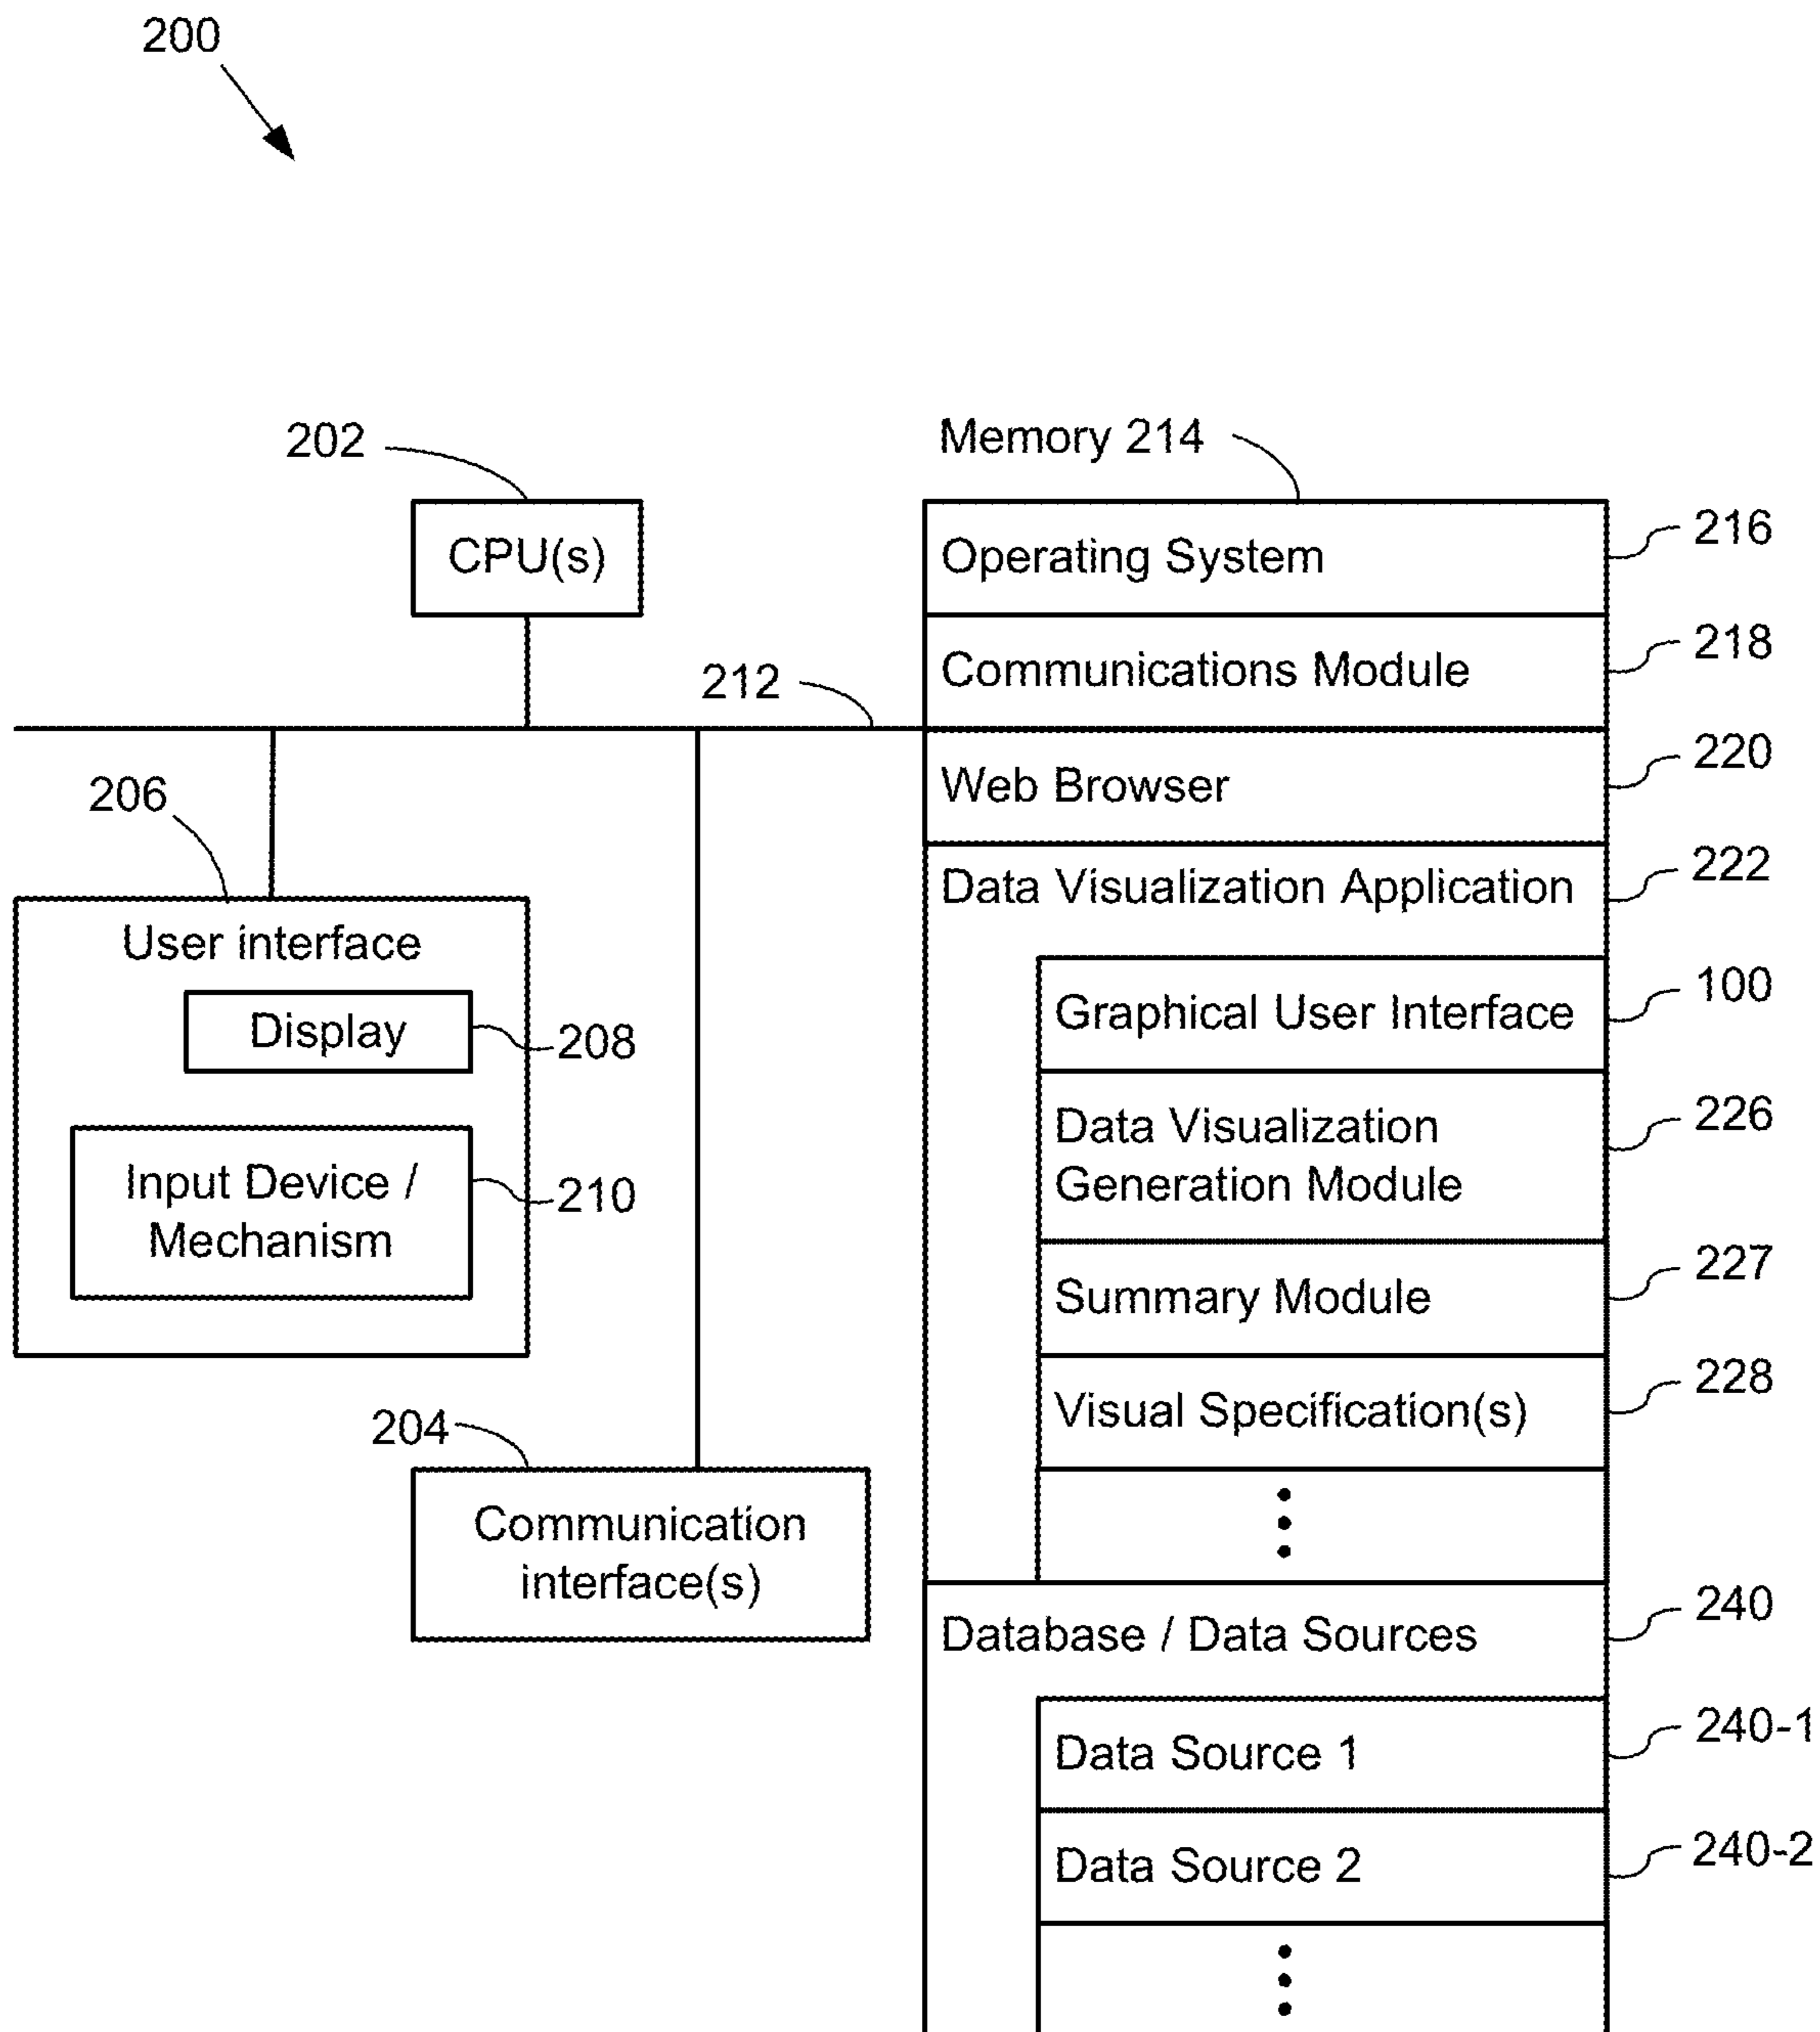 200
202
CPU(s)
212
206
User interface
Display
208
Input Device /
Mechanism
210
204
Communication
interface(s)
Memory 214
Operating System
216
Communications Module
218
Web Browser
220
Data Visualization Application
222
Graphical User Interface
100
Data Visualization
Generation Module
226
Summary Module
227
Visual Specification(s)
228
Database / Data Sources
240
Data Source 1
240-1
Data Source 2
240-2